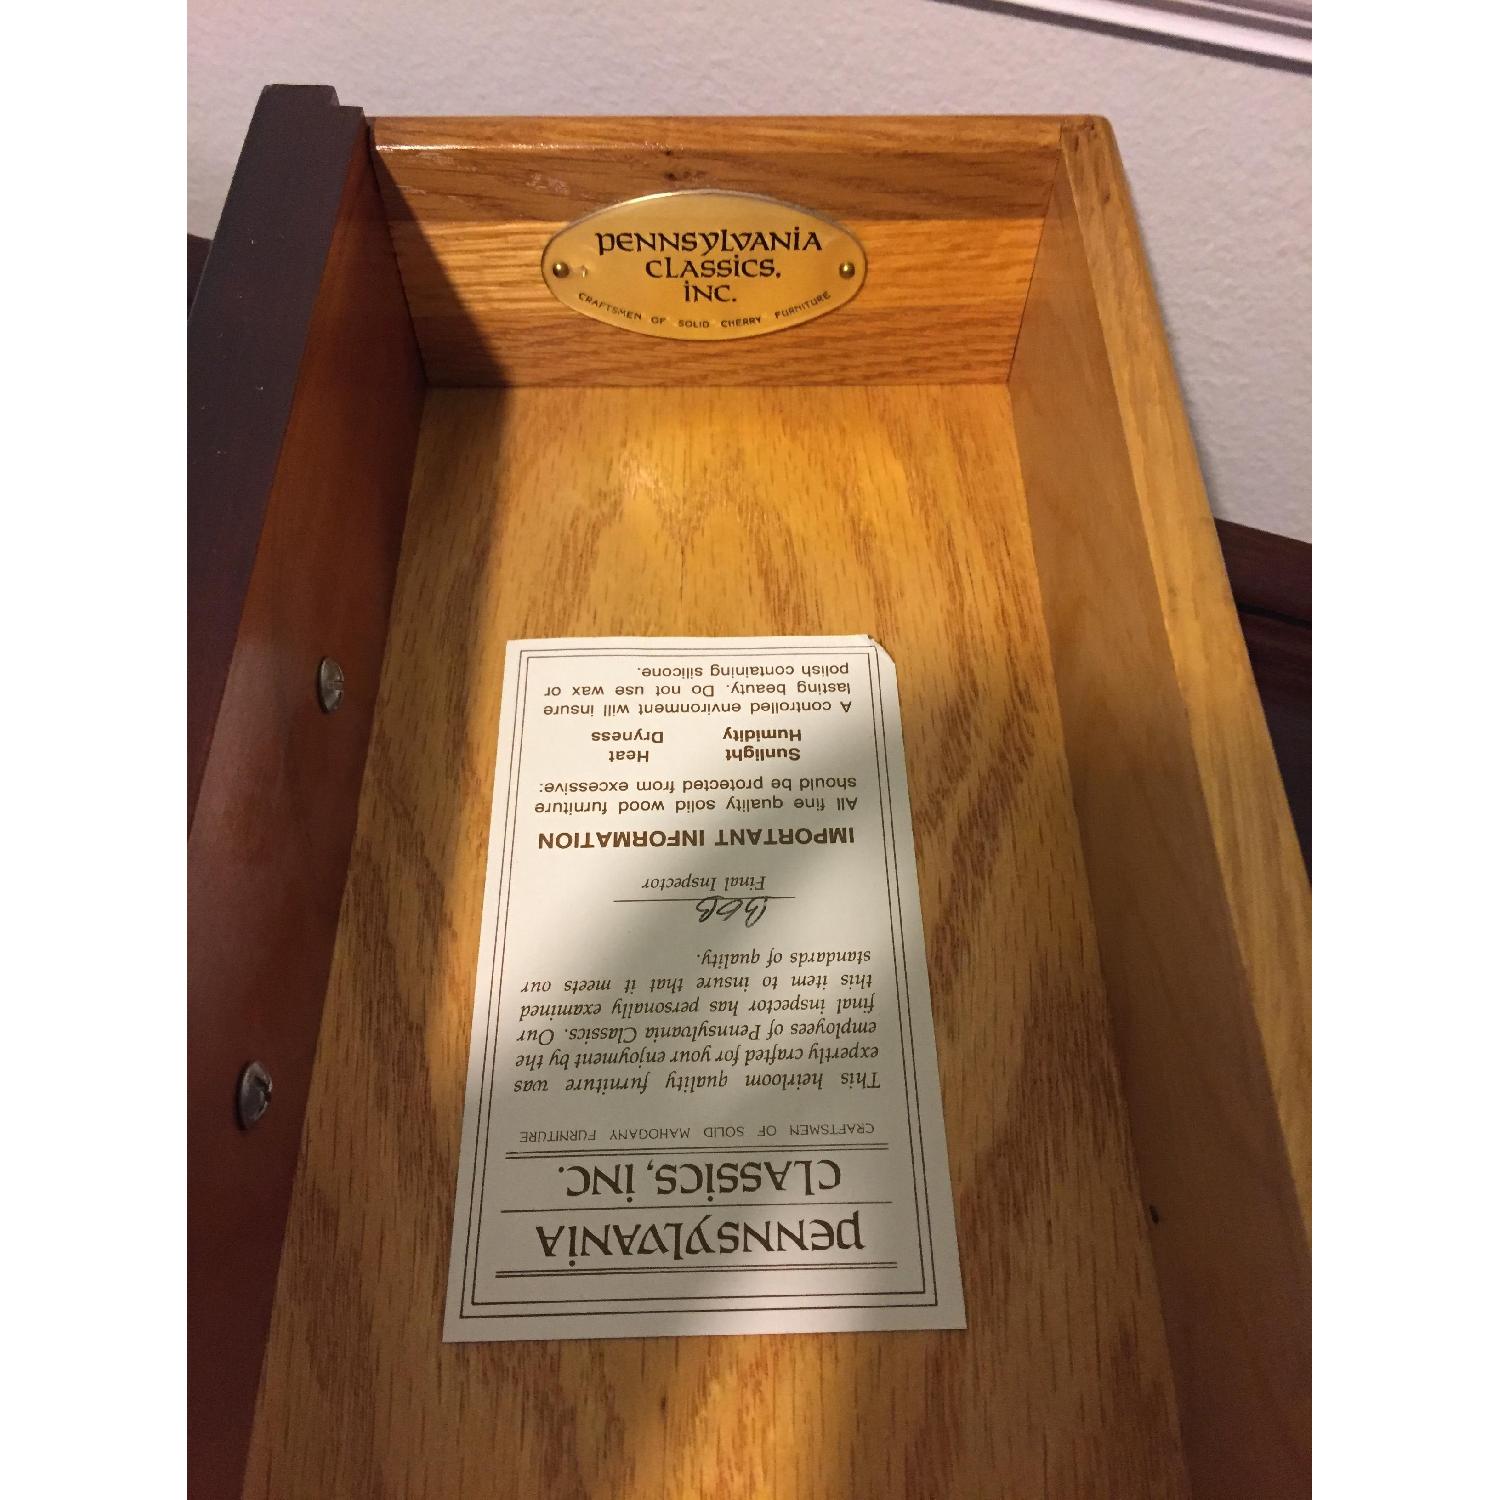 PENNSYLVANIA
CLASSICS,
INC.
CRAFTSMEN OF SOLID CHERRY FURNITURE
PENNSYLVANIA
CLASSICS, INC.
CRAFTSMEN OF SOLID MAHOGANY FURNITURE
This heirloom quality furniture was
expertly crafted for your enjoyment by the
employees of Pennsylvania Classics. Our
final inspector has personally examined
this item to insure that it meets our
standards of quality.
BOB
Final Inspector
IMPORTANT INFORMATION
All fine quality solid wood furniture
should be protected from excessive:
Sunlight Heat
Humidity Dryness
A controlled environment will insure
lasting beauty. Do not use wax or
polish containing silicone.